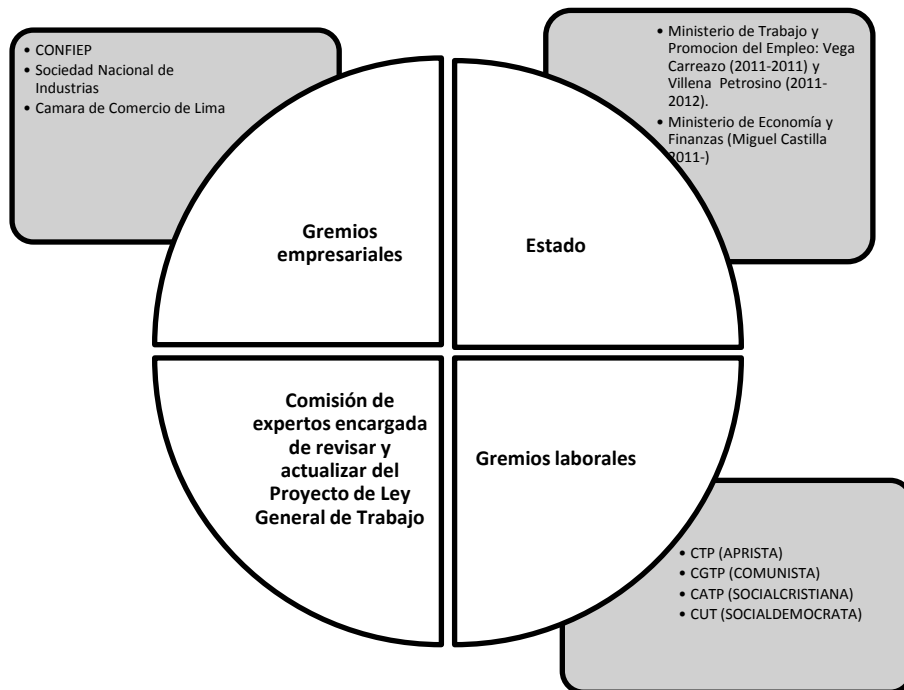 • CONFIEP
• Sociedad Nacional de
Industrias
• Camara de Comercio de Lima
• Ministerio de Trabajo y
Promocion del Empleo: Vega
Carreazo (2011-2011) y
Villena Petrosino (2011-
2012).
• Ministerio de Economía y
Finanzas (Miguel Castilla
2011-)
Gremios
empresariales
Estado
Comisión de
expertos encargada
de revisar y
actualizar del
Proyecto de Ley
General de Trabajo
Gremios laborales
• CTP (APRISTA)
• CGTP (COMUNISTA)
• CATP (SOCIALCRISTIANA)
• CUT (SOCIALDEMOCRATA)